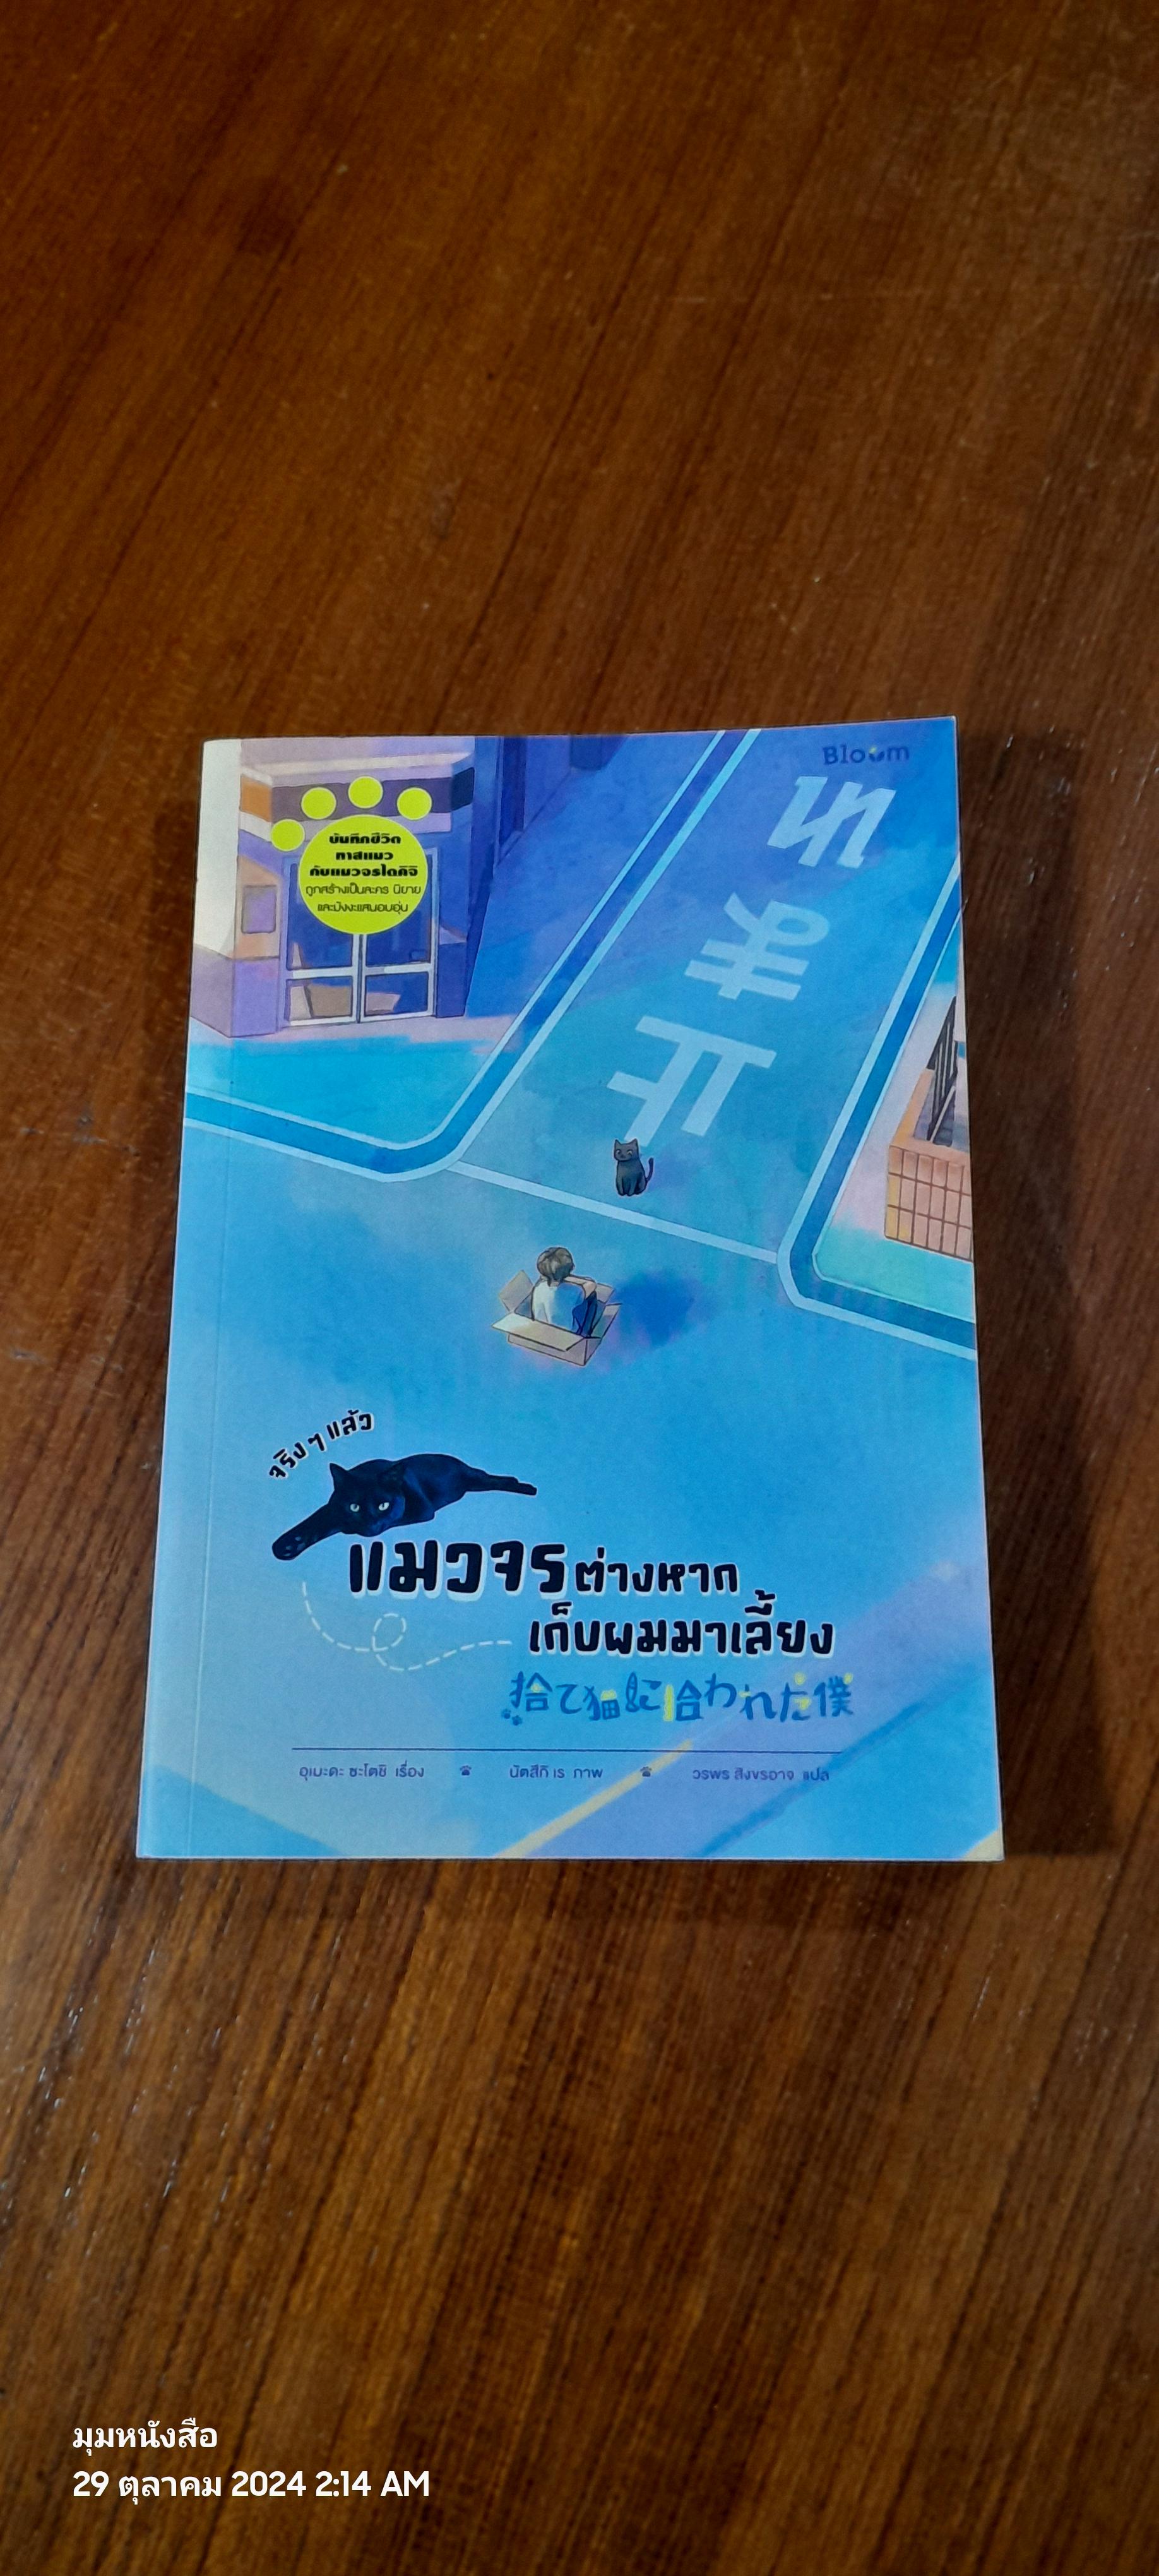 Bloom
บันทึกชีวิต
ทาสแมว
กับแมวจรไดคิจิ
ถูกสร้างเป็นละคร นิยาย
และมังงะแสนอบอุ่น
止まれ
จริงๆ แล้ว
แมวจรต่างหาก
เก็บผมมาเลี้ยง
捨て猫に拾われた僕
อุเมะดะ ซะโตชิ เรื่อง
นัตสึกิ เร ภาพ
วรพร สิงขรอาจ แปล
มุมหนังสือ
29 ตุลาคม 2024 2:14 AM